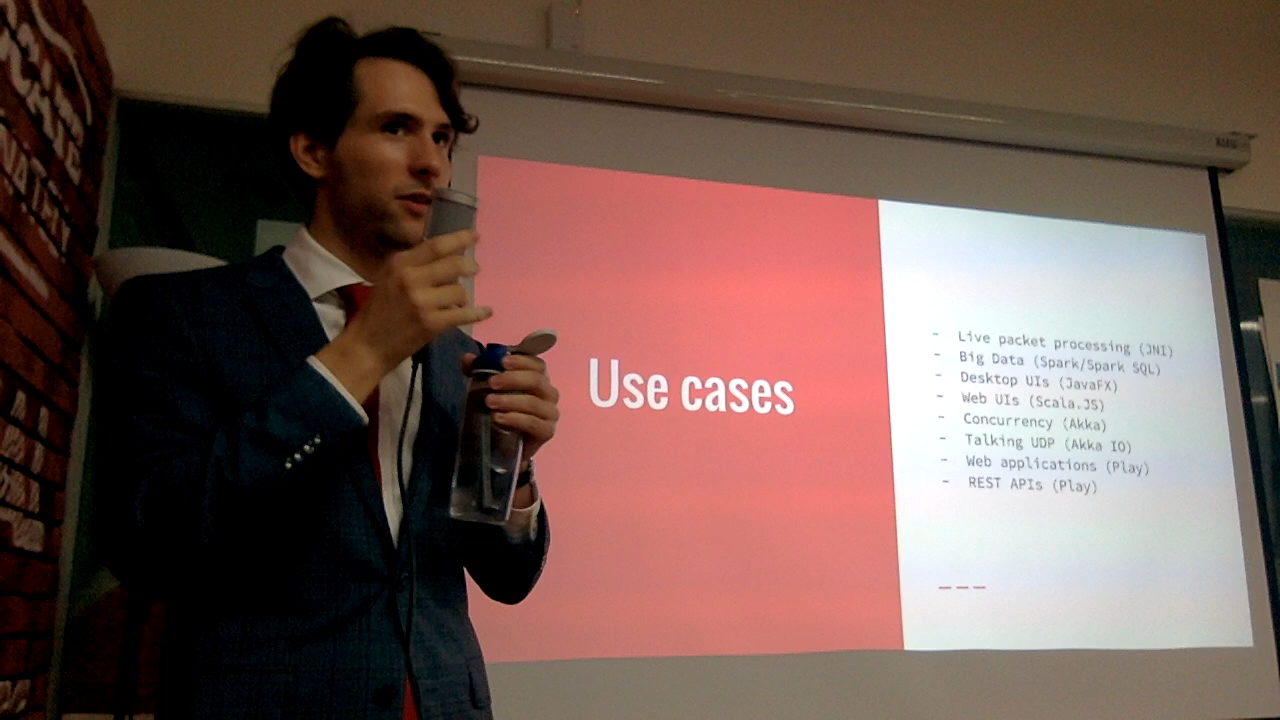 Use cases
- Live packet processing (JNI)
- Big Data (Spark/Spark SQL)
- Desktop UIs (JavaFX)
- Web UIs (Scala.JS)
- Concurrency (Akka)
- Talking UDP (Akka IO)
- Web applications (Play)
- REST APIs (Play)